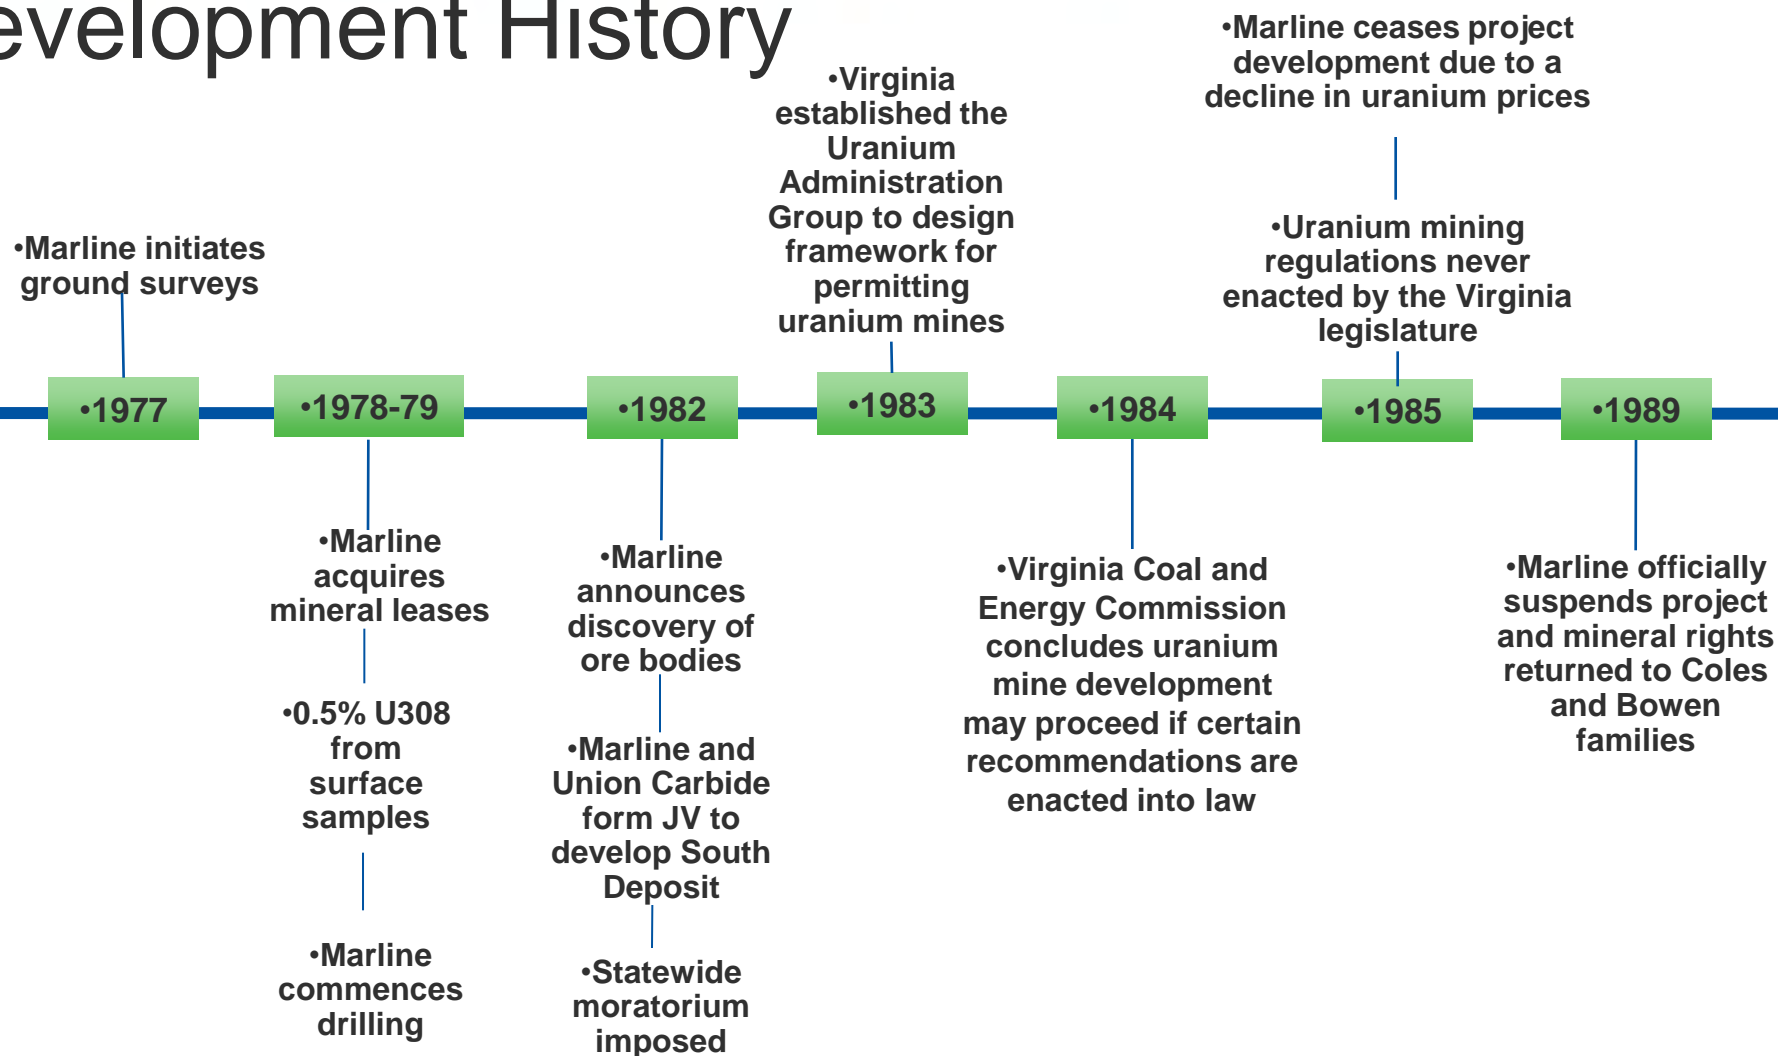 evelopment History
•Marline initiates
ground surveys
•Virginia
established the
Uranium
Administration
Group to design
framework for
permitting
uranium mines
•Marline ceases project
development due to a
decline in uranium prices
•Uranium mining
regulations never
enacted by the Virginia
legislature
•1977
•1978-79
•1982
•1983
•1984
•1985
•1989
•Marline
acquires
mineral leases
•0.5% U308
from
surface
samples
•Marline
commences
drilling
•Marline
announces
discovery of
ore bodies
•Marline and
Union Carbide
form JV to
develop South
Deposit
•Statewide
moratorium
imposed
•Virginia Coal and
Energy Commission
concludes uranium
mine development
may proceed if certain
recommendations are
enacted into law
•Marline officially
suspends project
and mineral rights
returned to Coles
and Bowen
families